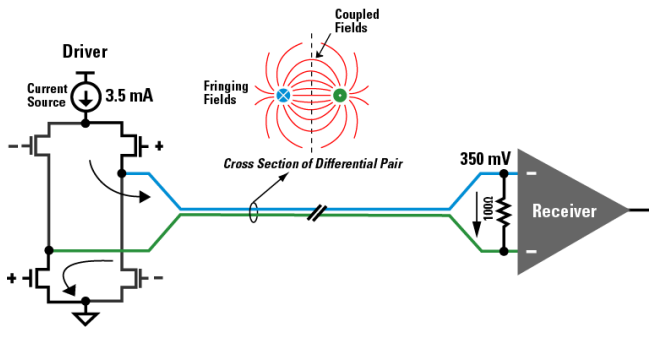 Coupled
Fields
Driver
Current
Source
3.5 mA
Fringing
Fields
− +
Cross Section of Differential Pair
350 mV
−
100Ω
Receiver
−
+ −